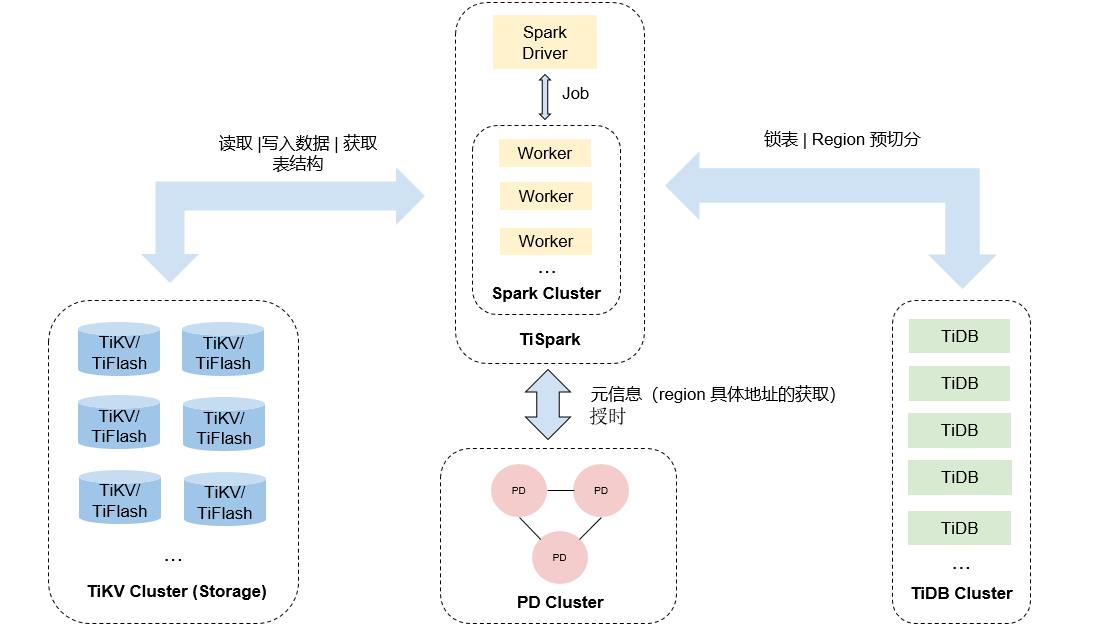 Spark
Driver
Job
读取 |写入数据 | 获取
表结构
锁表 | Region 预切分
Worker
Worker
Worker
...
Spark Cluster
TiSpark
TiKV/
TiFlash
TiKV/
TiFlash
TiKV/
TiFlash
TiKV/
TiFlash
TiKV/
TiFlash
TiKV/
TiFlash
...
TiKV Cluster (Storage)
元信息（region 具体地址的获取）
授时
PD
PD
PD
PD Cluster
TiDB
TiDB
TiDB
TiDB
TiDB
...
TiDB Cluster